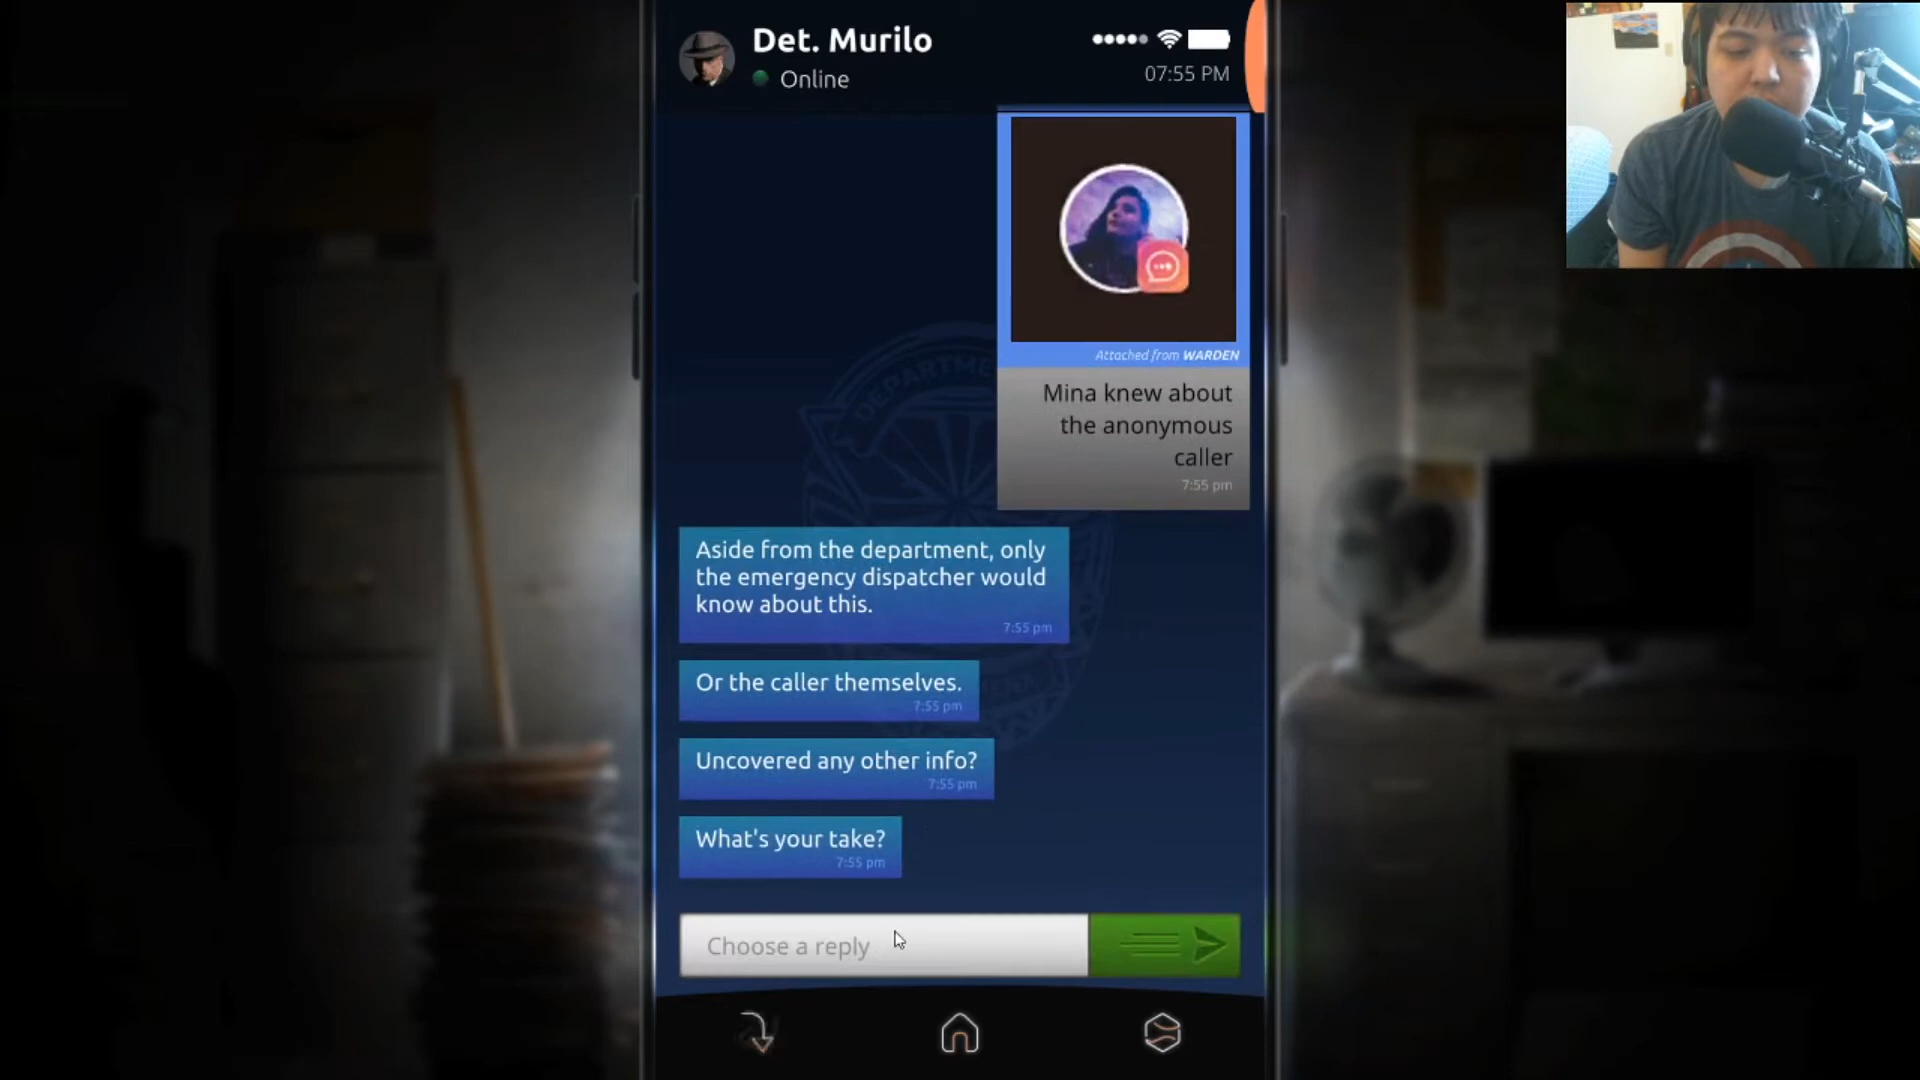 Det. Murilo
Online
07:55 PM
Attached from WARDEN
Mina knew about
the anonymous
caller
7:55 pm
Aside from the department, only
the emergency dispatcher would
know about this.
7:55 pm
Or the caller themselves.
7:55 pm
Uncovered any other info?
7:55 pm
What's your take?
7:55 pm
Choose a reply